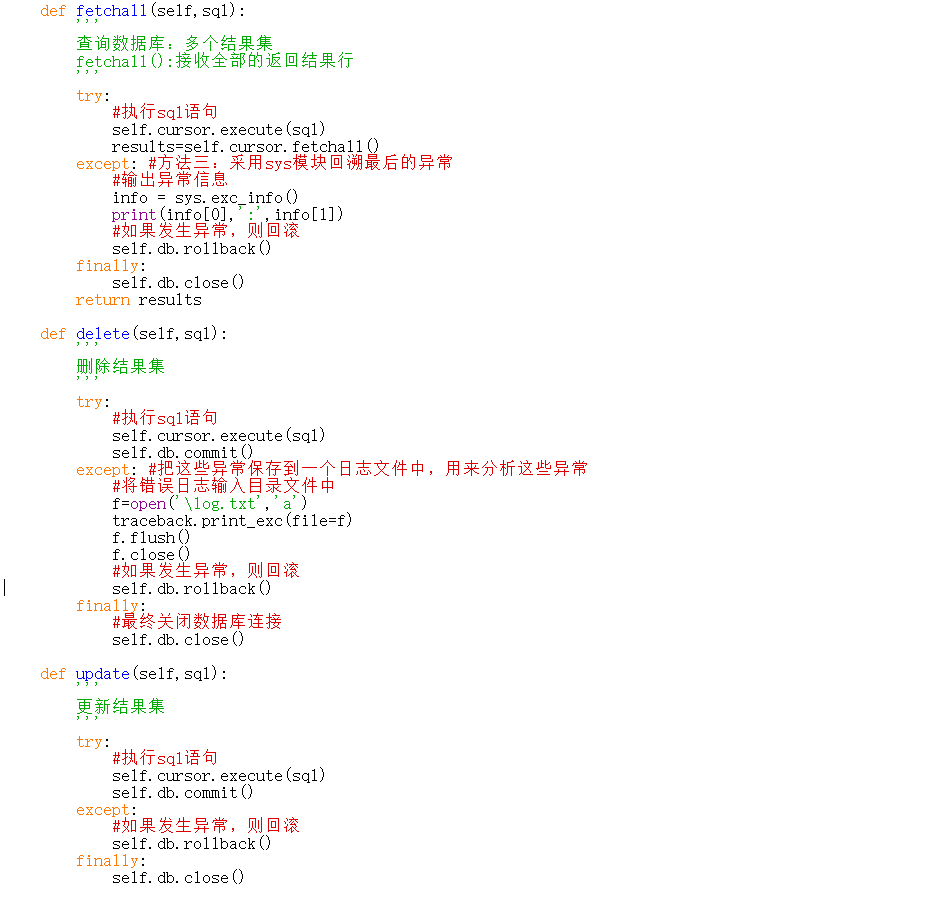 def fetchall(self,sql):
'''
查询数据库：多个结果集
fetchall():接收全部的返回结果行
'''
try:
#执行sql语句
self.cursor.execute(sql)
results=self.cursor.fetchall()
except: #方法三：采用sys模块回溯最后的异常
#输出异常信息
info = sys.exc_info()
print(info[0],':',info[1])
#如果发生异常，则回滚
self.db.rollback()
finally:
self.db.close()
return results
def delete(self,sql):
'''
删除结果集
'''
try:
#执行sql语句
self.cursor.execute(sql)
self.db.commit()
except: #把这些异常保存到一个日志文件中，用来分析这些异常
#将错误日志输入目录文件中
f=open('\log.txt','a')
traceback.print_exc(file=f)
f.flush()
f.close()
#如果发生异常，则回滚
self.db.rollback()
finally:
#最终关闭数据库连接
self.db.close()
def update(self,sql):
'''
更新结果集
'''
try:
#执行sql语句
self.cursor.execute(sql)
self.db.commit()
except:
#如果发生异常，则回滚
self.db.rollback()
finally:
self.db.close()